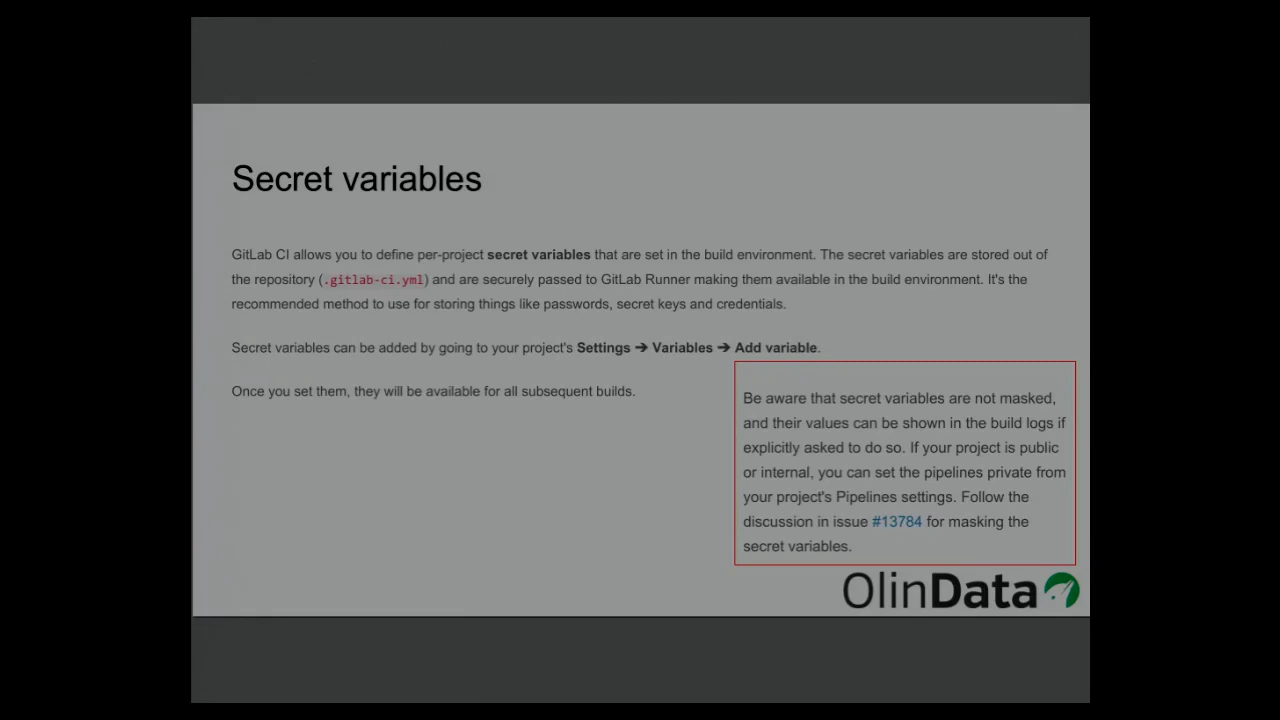 Secret variables
GitLab CI allows you to define per-project secret variables that are set in the build environment. The secret variables are stored out of
the repository (.gitlab-ci.yml) and are securely passed to GitLab Runner making them available in the build environment. It's the
recommended method to use for storing things like passwords, secret keys and credentials.
Secret variables can be added by going to your project's Settings ➔ Variables ➔ Add variable.
Once you set them, they will be available for all subsequent builds.
Be aware that secret variables are not masked,
and their values can be shown in the build logs if
explicitly asked to do so. If your project is public
or internal, you can set the pipelines private from
your project's Pipelines settings. Follow the
discussion in issue #13784 for masking the
secret variables.
OlinData